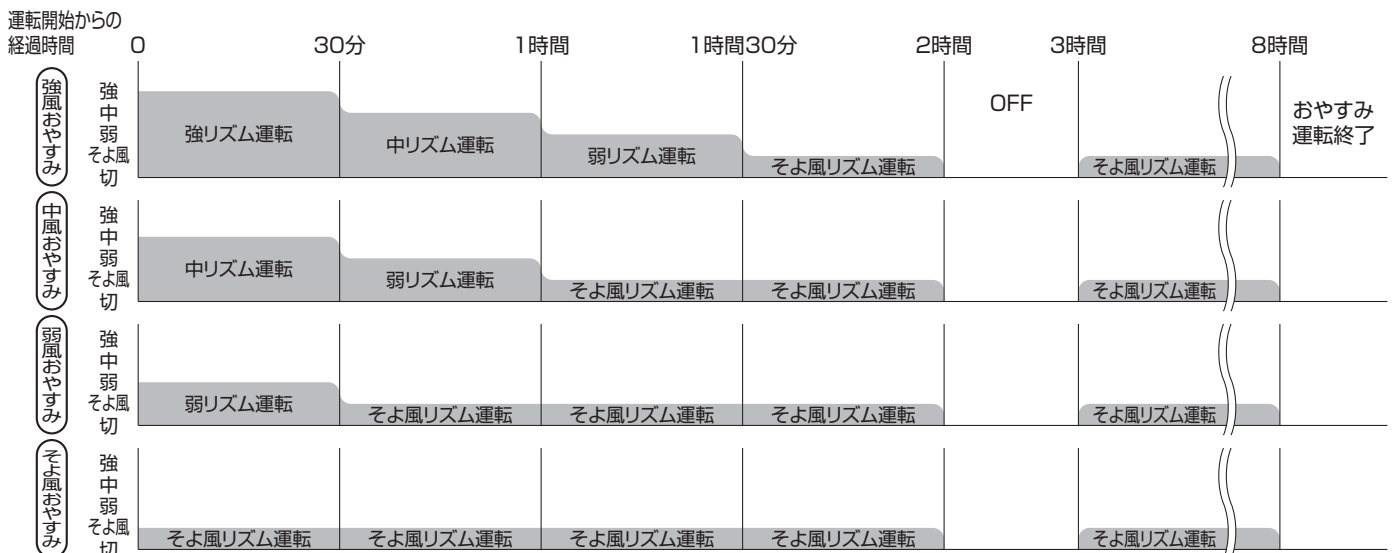 運転開始からの
経過時間 0 30分 1時間 1時間30分 2時間 3時間 8時間
強風おやすみ
強
中
弱
そよ風
切
強リズム運転
中リズム運転
弱リズム運転
そよ風リズム運転
OFF
そよ風リズム運転
おやすみ
運転終了
中風おやすみ
強
中
弱
そよ風
切
中リズム運転
弱リズム運転
そよ風リズム運転
そよ風リズム運転
そよ風リズム運転
弱風おやすみ
強
中
弱
そよ風
切
弱リズム運転
そよ風リズム運転
そよ風リズム運転
そよ風リズム運転
そよ風リズム運転
そよ風おやすみ
強
中
弱
そよ風
切
そよ風リズム運転
そよ風リズム運転
そよ風リズム運転
そよ風リズム運転
そよ風リズム運転